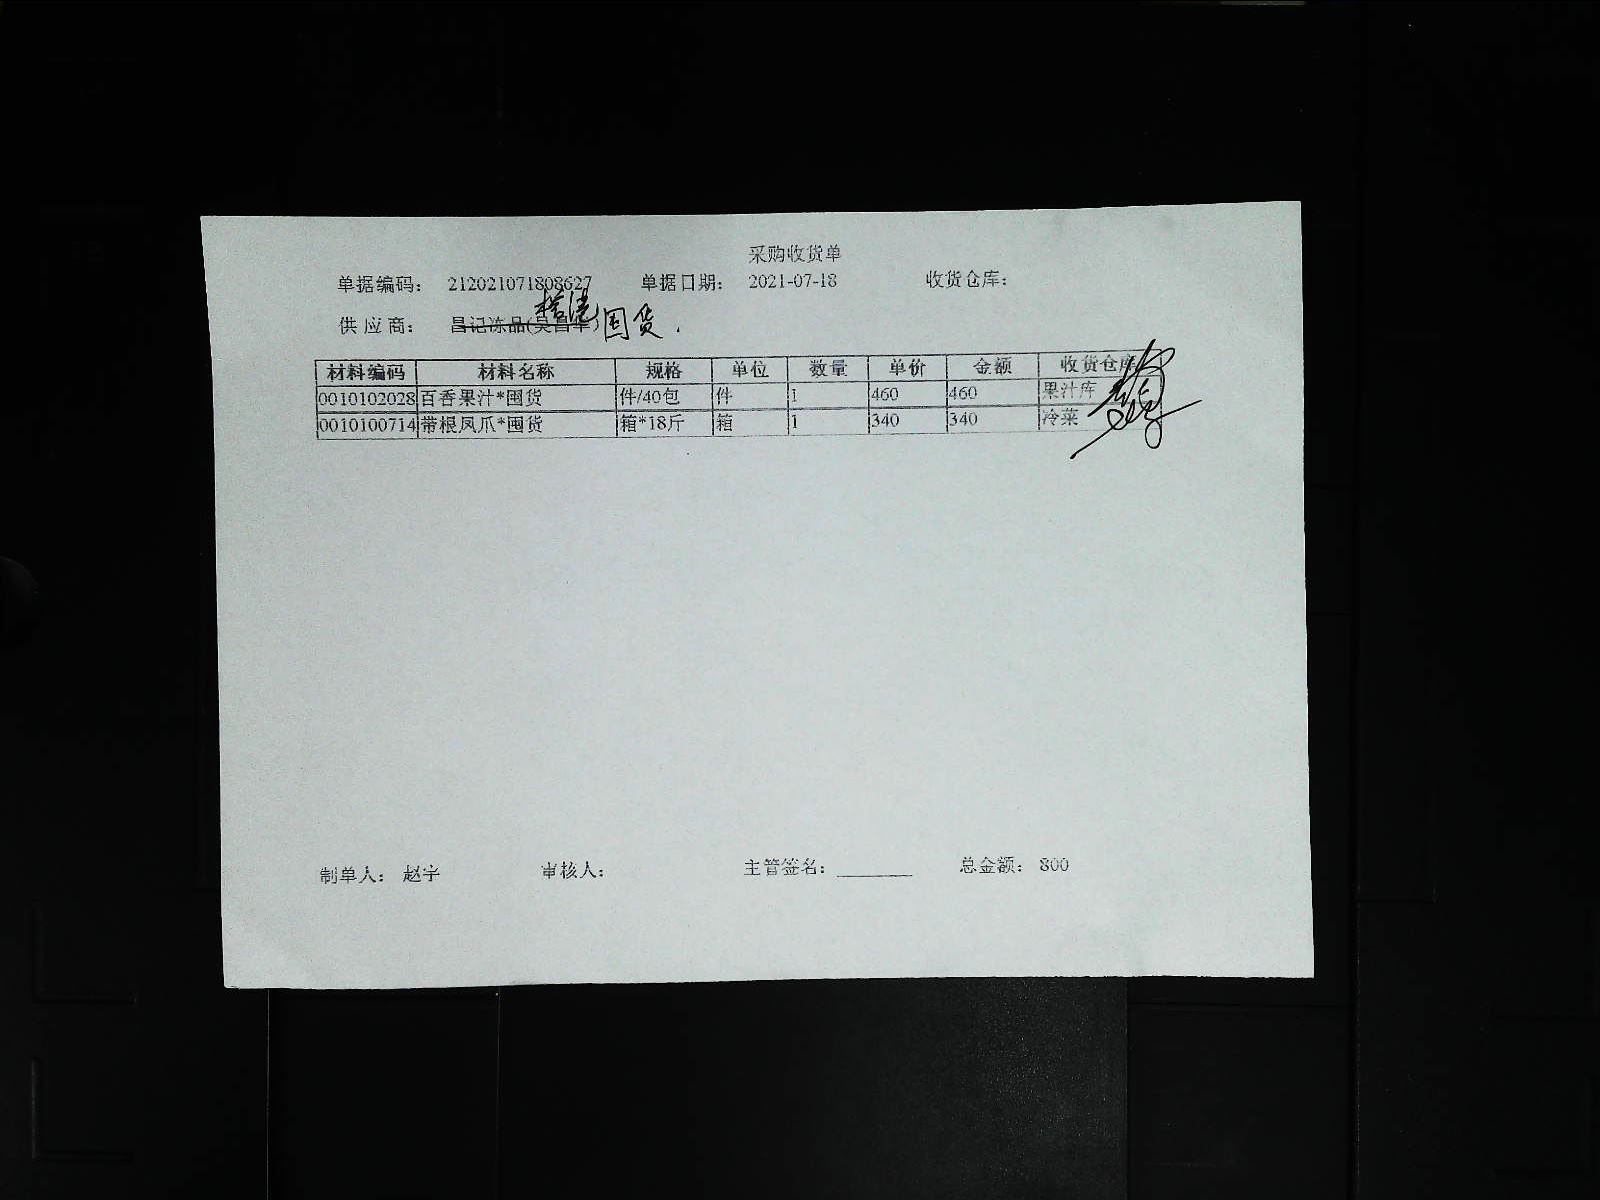 采购收货单
单据编码： 212021071808627 单据日期： 2021-07-18 收货仓库：
供 应 商： 昌记冻品(吴昌华) 囤货.
材料编码 材料名称 规格 单位 数量 单价 金额 收货仓库
0010102028 百香果汁*囤货 件/40包 件 1 460 460 果汁库
0010100714 带根凤爪*囤货 箱*18斤 箱 1 340 340 冷菜
制单人： 赵宇 审核人： 主管签名： 总金额： 800